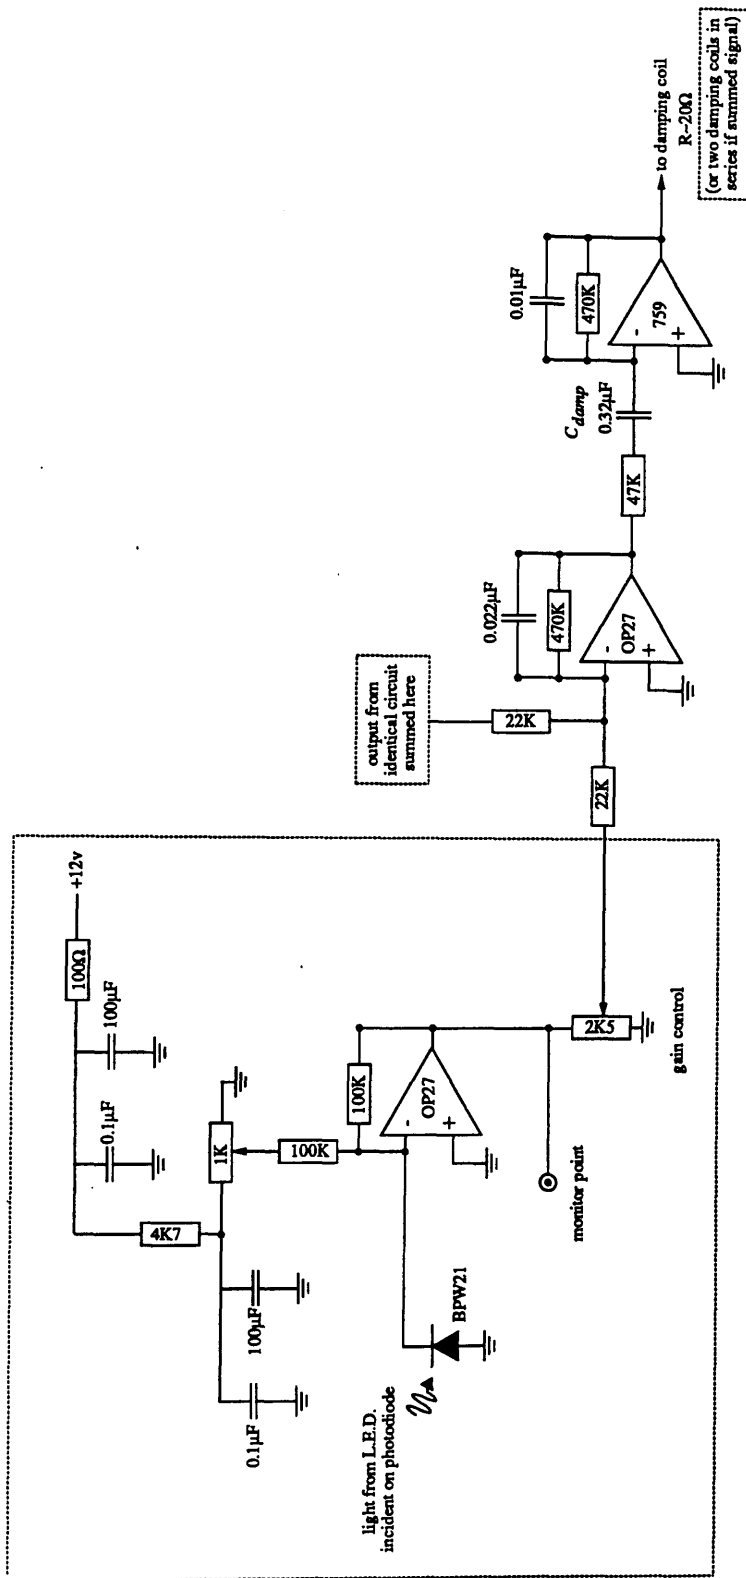 light from L.E.D.
incident on photodiode
0.1µF
100µF
4K7
0.1µF
100µF
100Ω
+12v
1K
100K
100K
BPW21
-
+
OP27
monitor point
2K5
gain control
22K
output from
identical circuit
summed here
22K
0.022µF
470K
-
+
OP27
47K
C damp
0.32µF
0.01µF
470K
-
+
759
to damping coil
R~20Ω
(or two damping coils in
series if summed signal)